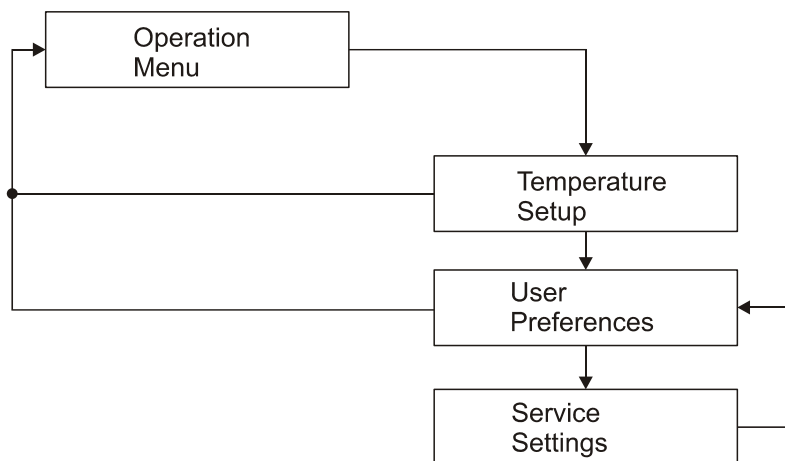 Operation
Menu
Temperature
Setup
User
Preferences
Service
Settings